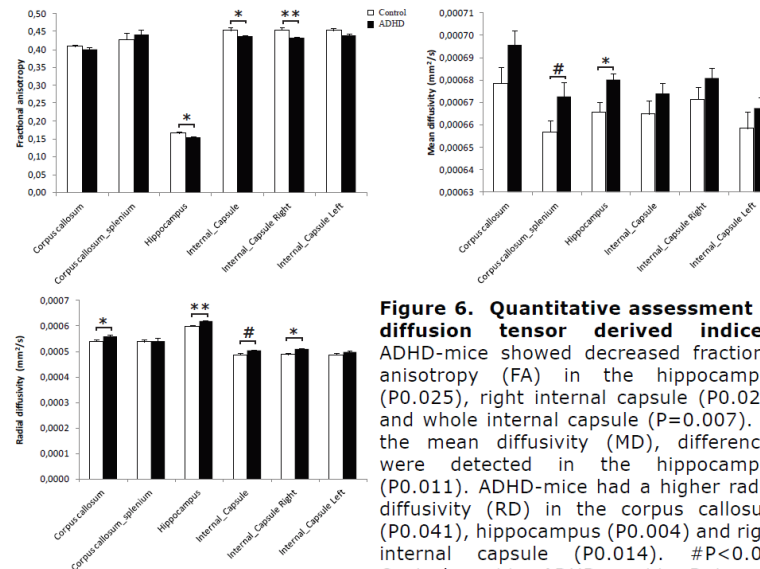 Control
ADHD
0,50
0,45
0,40
0,35
0,30
0,25
0,20
0,15
0,10
0,05
0,00
Fractional anisotropy
*
*
**
Corpus callosum
Corpus callosum_splenium
Hippocampus
Internal_Capsule
Internal_Capsule Right
Internal_Capsule Left
0,00071
0,00070
0,00069
0,00068
0,00067
0,00066
0,00065
0,00064
0,00063
Mean diffusivity (mm²/s)
#
*
Corpus callosum
Corpus callosum_splenium
Hippocampus
Internal_Capsule
Internal_Capsule Right
Internal_Capsule Left
0,0007
0,0006
0,0005
0,0004
0,0003
0,0002
0,0001
0,0000
Radial diffusivity (mm²/s)
*
**
#
*
Corpus callosum
Corpus callosum_splenium
Hippocampus
Internal_Capsule
Internal_Capsule Right
Internal_Capsule Left
Figure 6. Quantitative assessment
diffusion tensor derived indice
ADHD-mice showed decreased fraction
anisotropy (FA) in the hippocamp
(P0.025), right internal capsule (P0.02
and whole internal capsule (P=0.007).
the mean diffusivity (MD), differenc
were detected in the hippocamp
(P0.011). ADHD-mice had a higher rad
diffusivity (RD) in the corpus callosu
(P0.041), hippocampus (P0.004) and rig
internal capsule (P0.014). #P<0.0